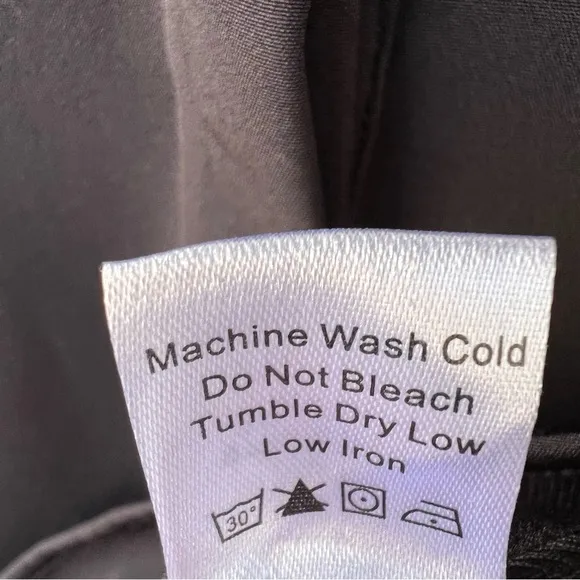 Machine Wash Cold
Do Not Bleach
Tumble Dry Low
Low Iron
30°